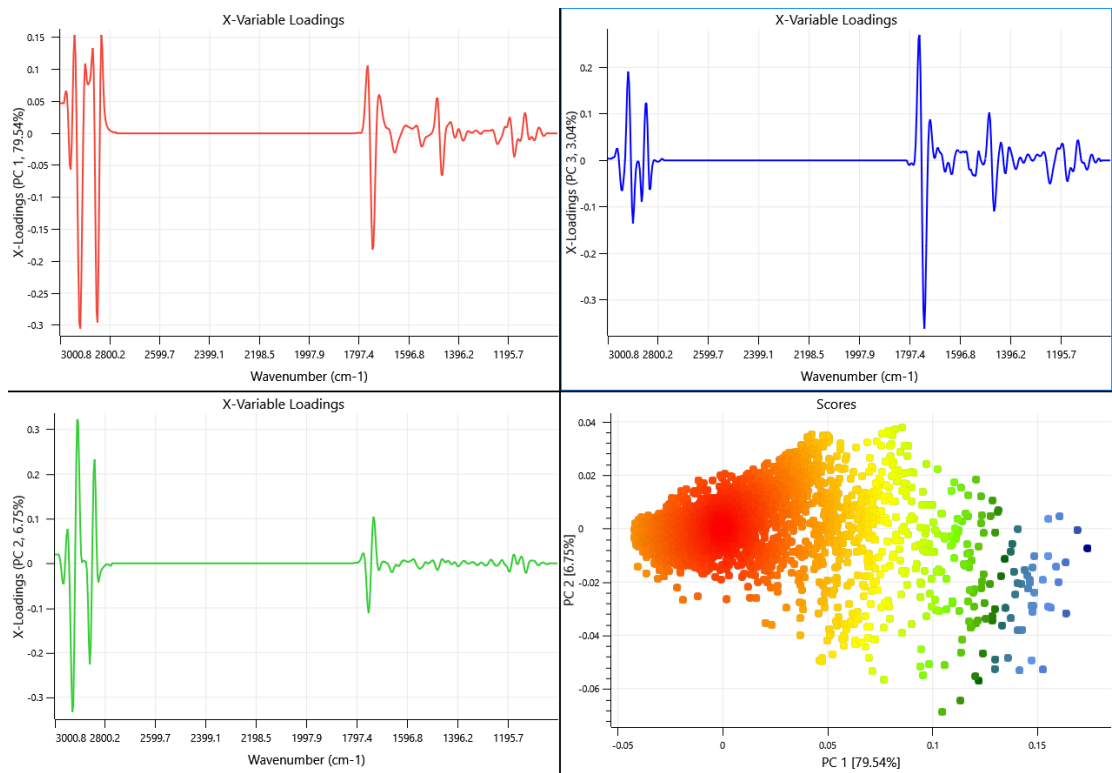 X-Variable Loadings
X-Loadings (PC 1, 79.54%)
0.15
0.1
0.05
0
-0.05
-0.1
-0.15
-0.2
-0.25
-0.3
3000.8 2800.2 2599.7 2399.1 2198.5 1997.9 1797.4 1596.8 1396.2 1195.7
Wavenumber (cm-1)
X-Variable Loadings
X-Loadings (PC 3, 3.04%)
0.2
0.1
0
-0.1
-0.2
-0.3
3000.8 2800.2 2599.7 2399.1 2198.5 1997.9 1797.4 1596.8 1396.2 1195.7
Wavenumber (cm-1)
X-Variable Loadings
X-Loadings (PC 2, 6.75%)
0.3
0.2
0.1
0
-0.1
-0.2
-0.3
3000.8 2800.2 2599.7 2399.1 2198.5 1997.9 1797.4 1596.8 1396.2 1195.7
Wavenumber (cm-1)
Scores
PC 2 [6.75%]
0.04
0.02
0
-0.02
-0.04
-0.06
-0.05 0 0.05 0.1 0.15
PC 1 [79.54%]